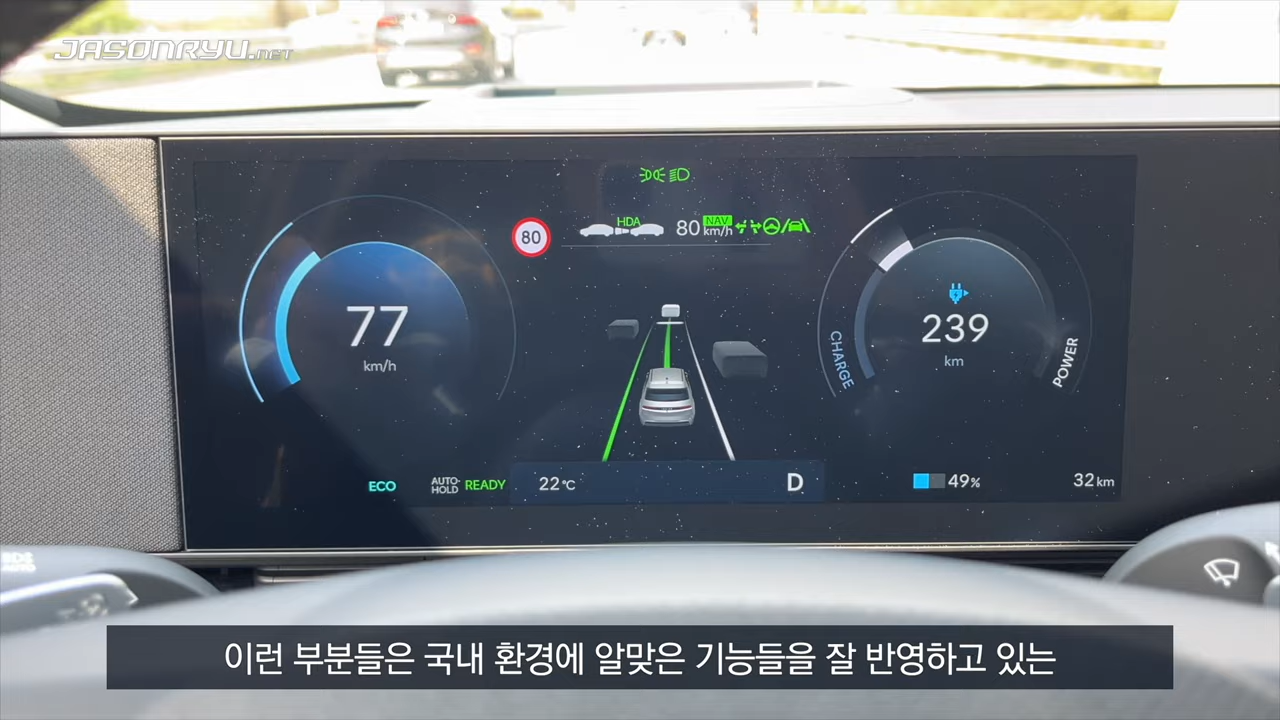 JASONRYU.NET
HDA
80
80 km/h
NAV
77
km/h
239
km
CHARGE
POWER
ECO
AUTO HOLD
READY
22°C
D
49%
32 km
이런 부분들은 국내 환경에 알맞은 기능들을 잘 반영하고 있는